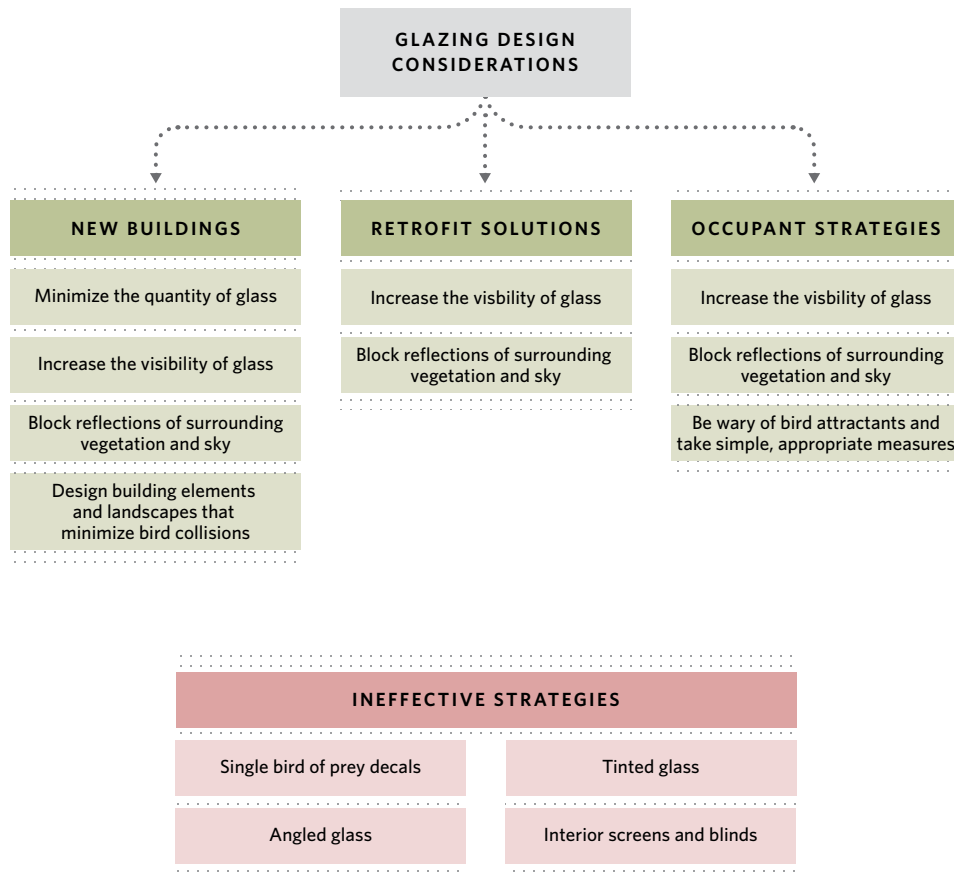 GLAZING DESIGN
CONSIDERATIONS
NEW BUILDINGS
Minimize the quantity of glass
Increase the visibility of glass
Block reflections of surrounding
vegetation and sky
Design building elements
and landscapes that
minimize bird collisions
RETROFIT SOLUTIONS
Increase the visbility of glass
Block reflections of surrounding
vegetation and sky
OCCUPANT STRATEGIES
Increase the visbility of glass
Block reflections of surrounding
vegetation and sky
Be wary of bird attractants and
take simple, appropriate measures
INEFFECTIVE STRATEGIES
Single bird of prey decals
Tinted glass
Angled glass
Interior screens and blinds